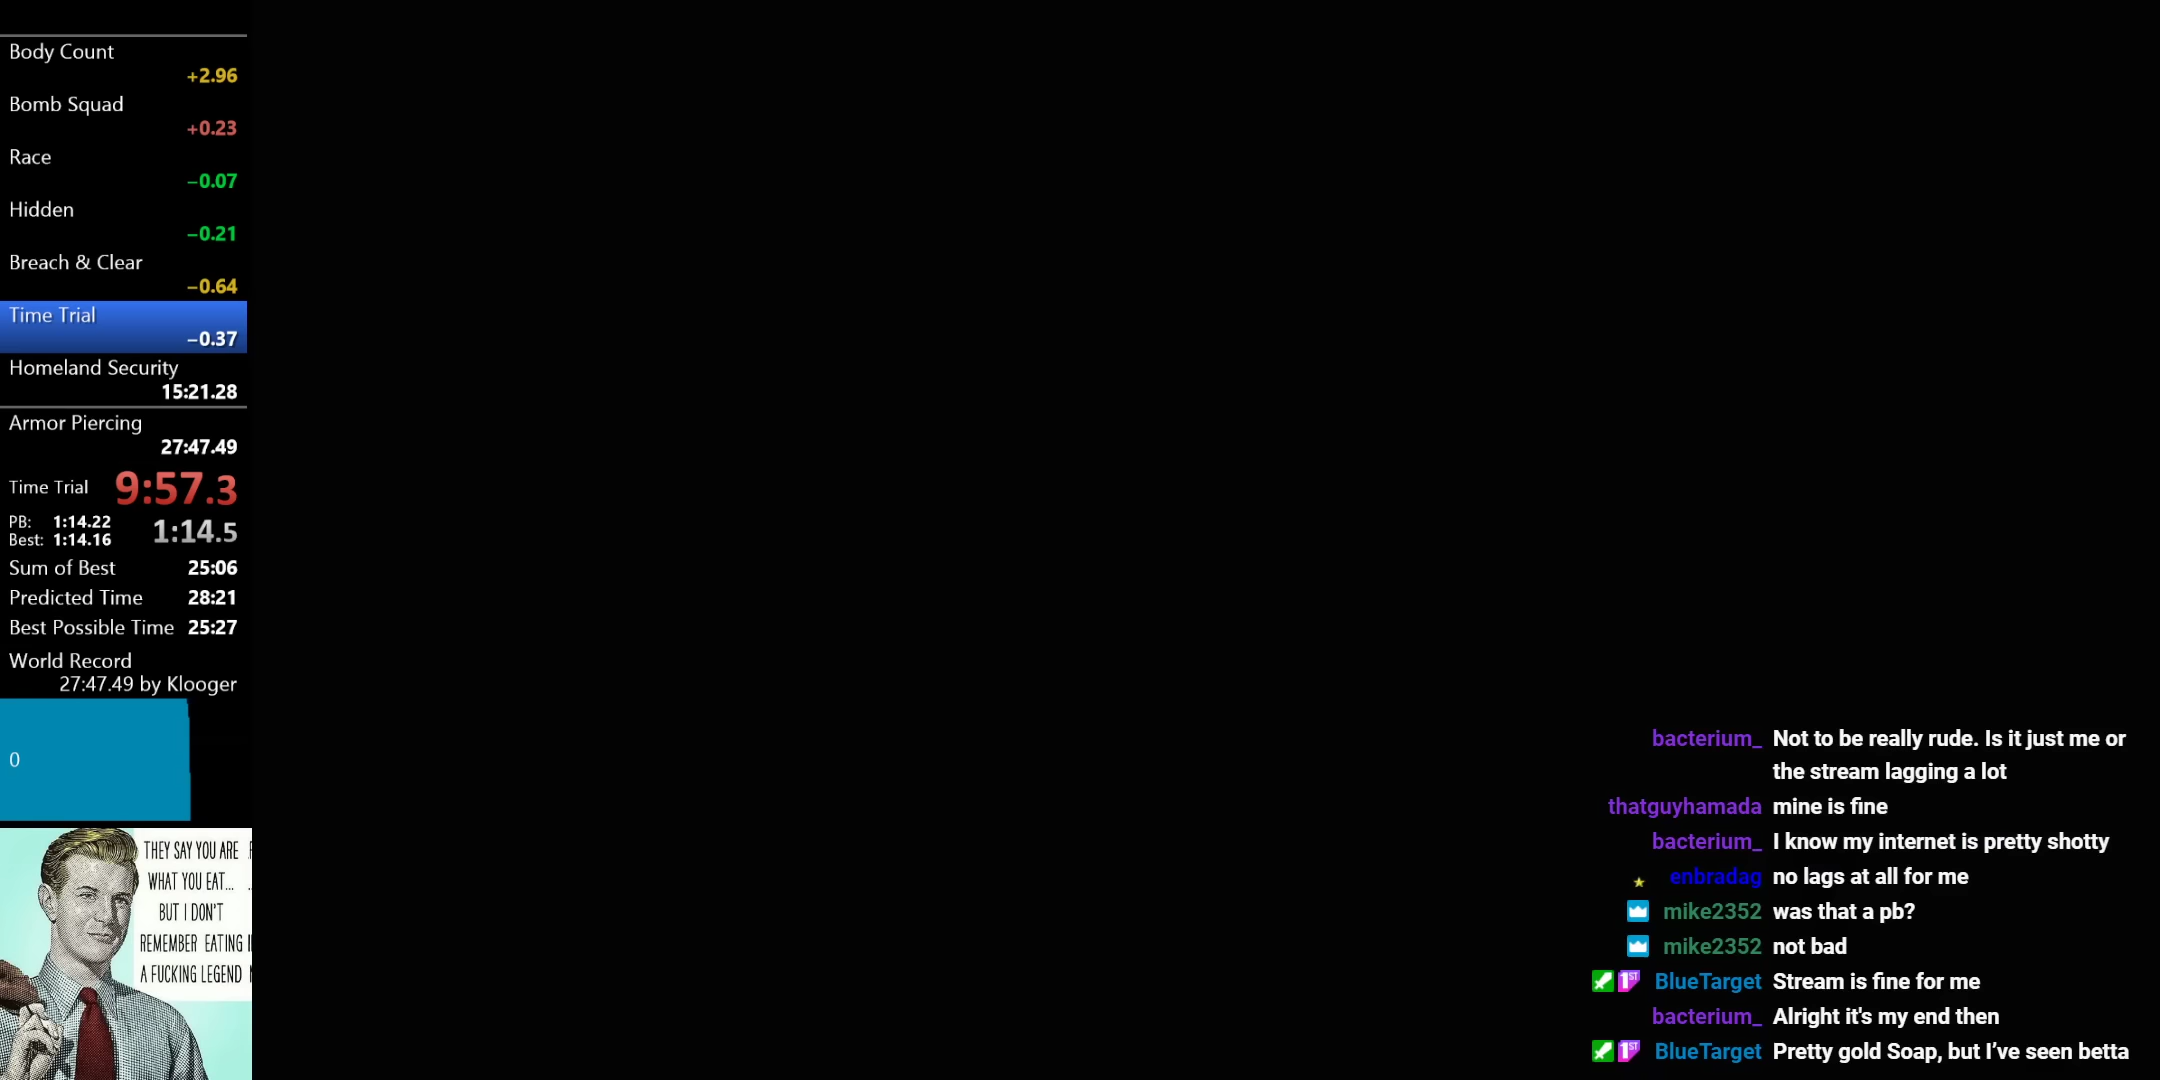 Body Count
+2.96
Bomb Squad
+0.23
Race
−0.07
Hidden
−0.21
Breach & Clear
−0.64
Time Trial
−0.37
Homeland Security
15:21.28
Armor Piercing
27:47.49
Time Trial 9:57.3
PB: 1:14.22 1:14.5
Best: 1:14.16
Sum of Best 25:06
Predicted Time 28:21
Best Possible Time 25:27
World Record
27:47.49 by Klooger
0
THEY SAY YOU ARE
WHAT YOU EAT...
BUT I DON'T
REMEMBER EATING
A FUCKING LEGEND
bacterium_ Not to be really rude. Is it just me or
the stream lagging a lot
thatguyhamada mine is fine
bacterium_ I know my internet is pretty shotty
enbradag no lags at all for me
mike2352 was that a pb?
mike2352 not bad
1ST BlueTarget Stream is fine for me
bacterium_ Alright it's my end then
1ST BlueTarget Pretty gold Soap, but I've seen betta